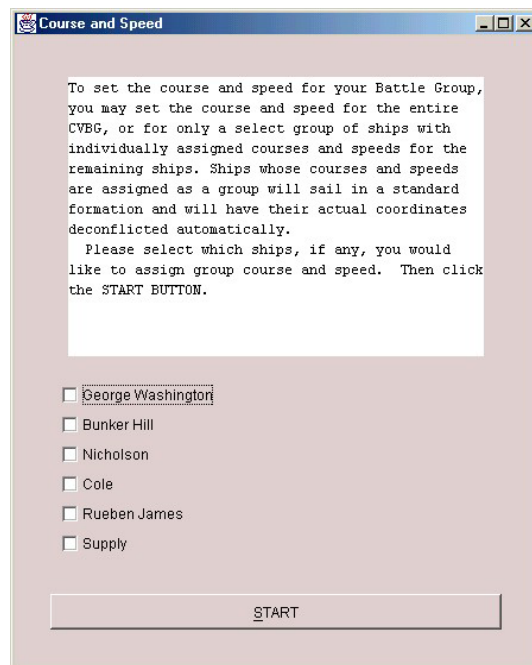 Course and Speed
To set the course and speed for your Battle Group,
you may set the course and speed for the entire
CVBG, or for only a select group of ships with
individually assigned courses and speeds for the
remaining ships. Ships whose courses and speeds
are assigned as a group will sail in a standard
formation and will have their actual coordinates
deconflicted automatically.
Please select which ships, if any, you would
like to assign group course and speed. Then click
the START BUTTON.
George Washington
Bunker Hill
Nicholson
Cole
Rueben James
Supply
START